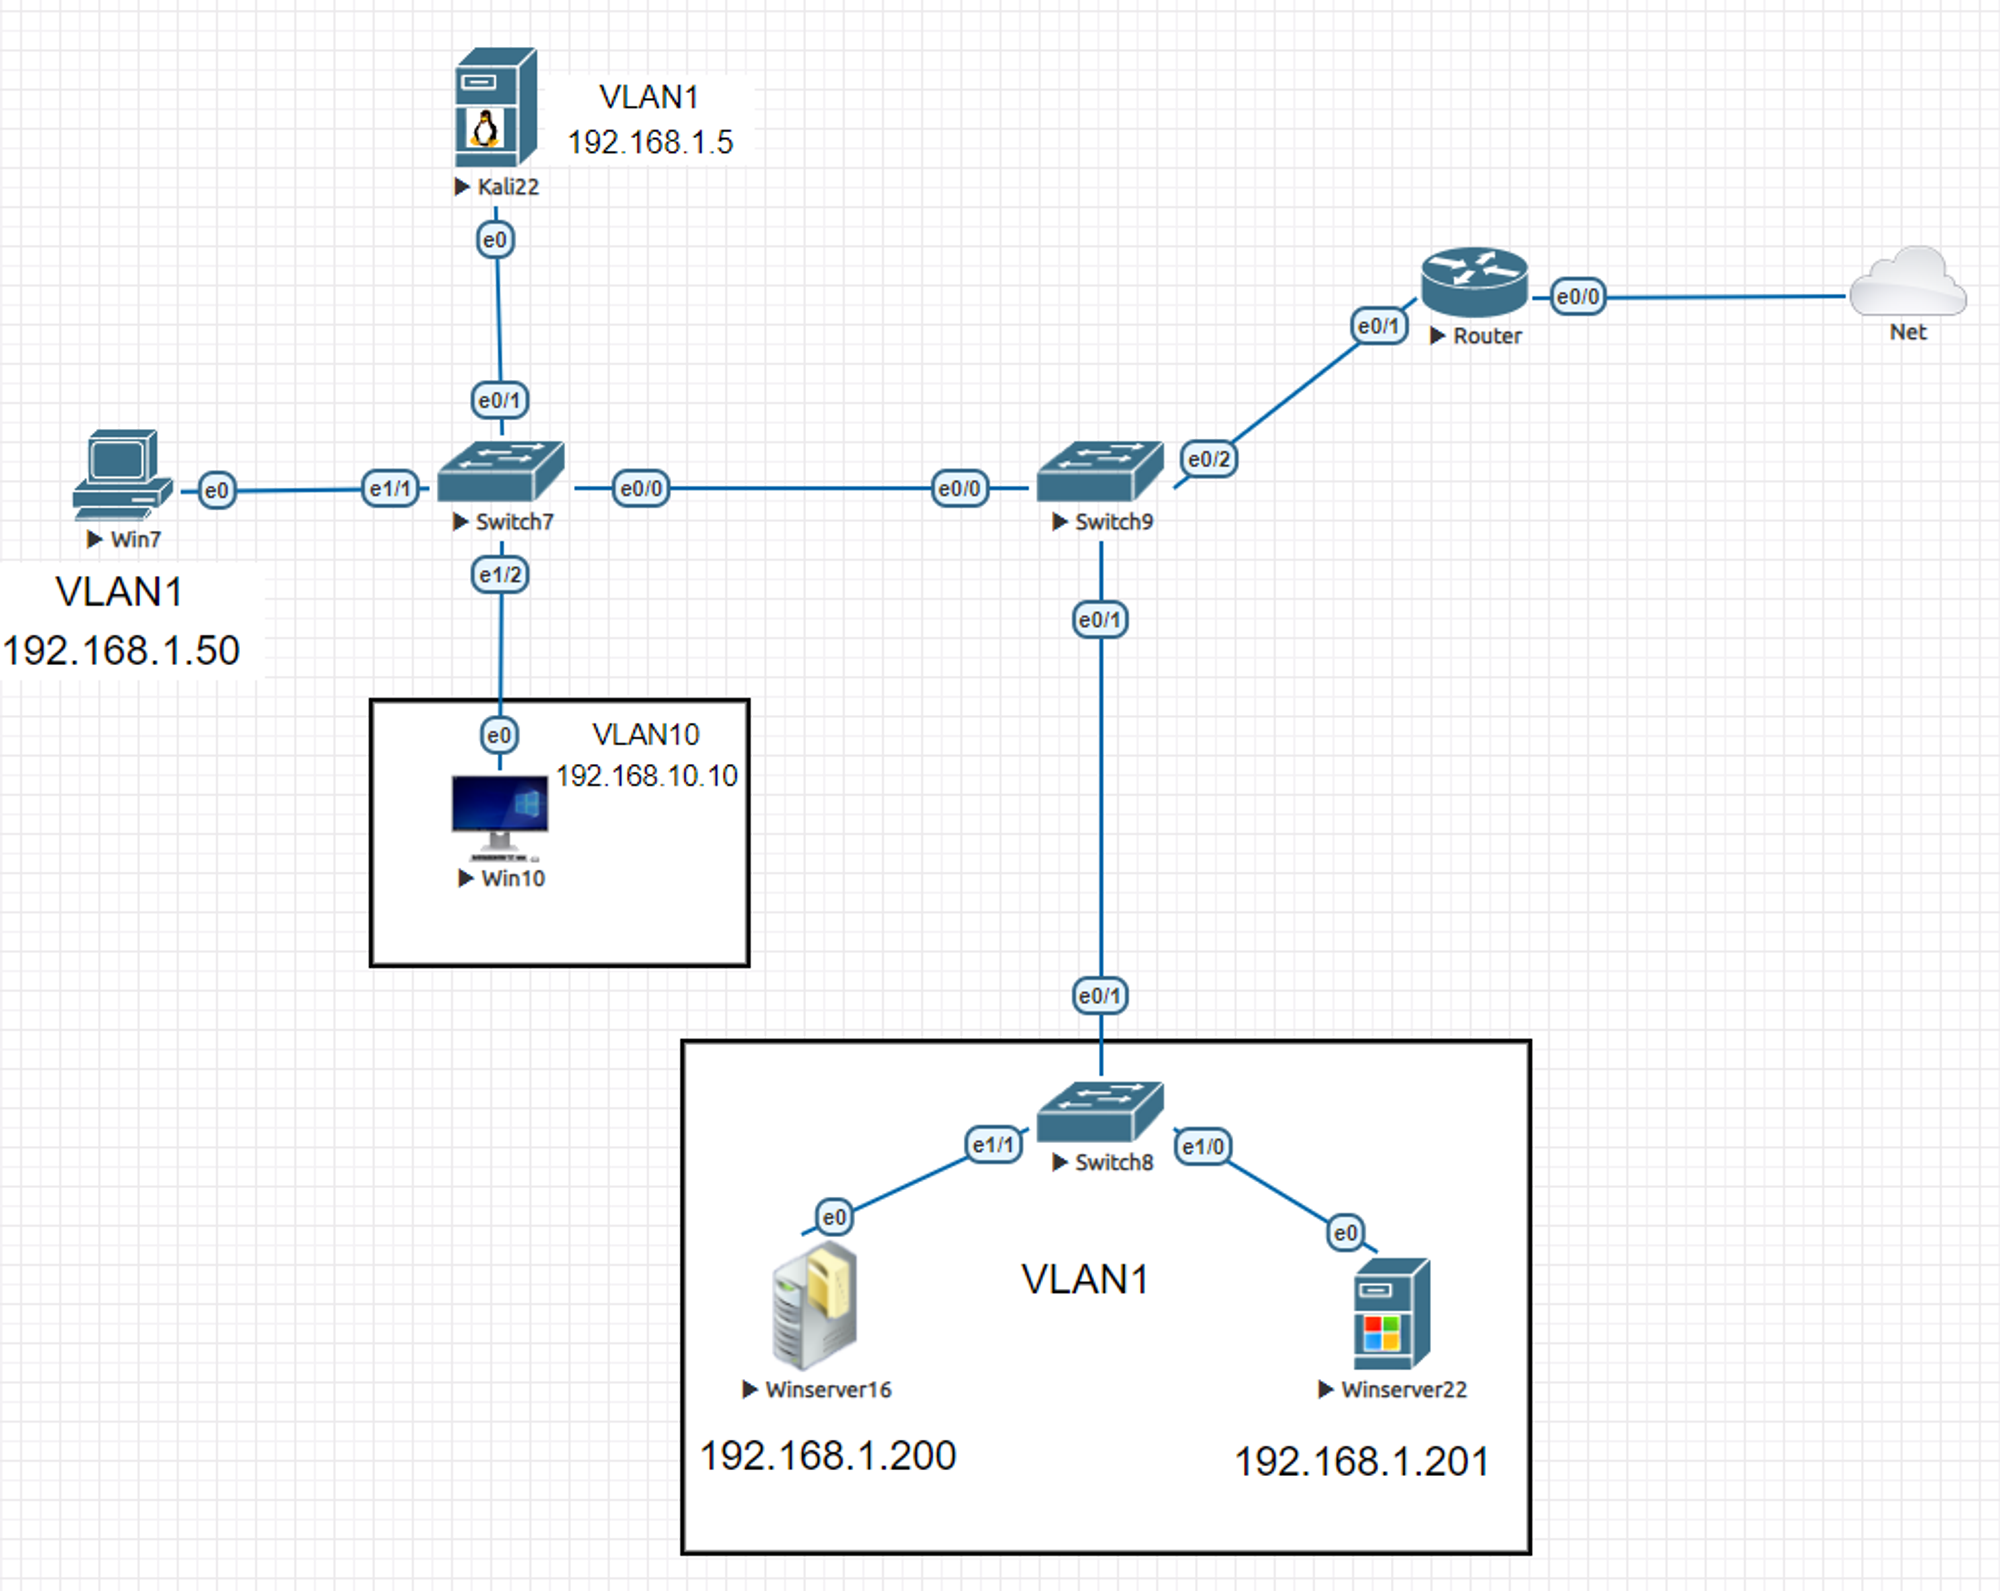 VLAN1
192.168.1.5
Kali22
e0
e0/1
e0/0
Net
e0/1
Router
e0/1
e0/2
e0
e1/1
e0/0
e0/0
Win7
Switch7
Switch9
VLAN1
192.168.1.50
e1/2
e0/1
e0
VLAN10
192.168.10.10
Win10
e0/1
e1/1
Switch8
e1/0
e0
e0
VLAN1
Winserver16
Winserver22
192.168.1.200
192.168.1.201